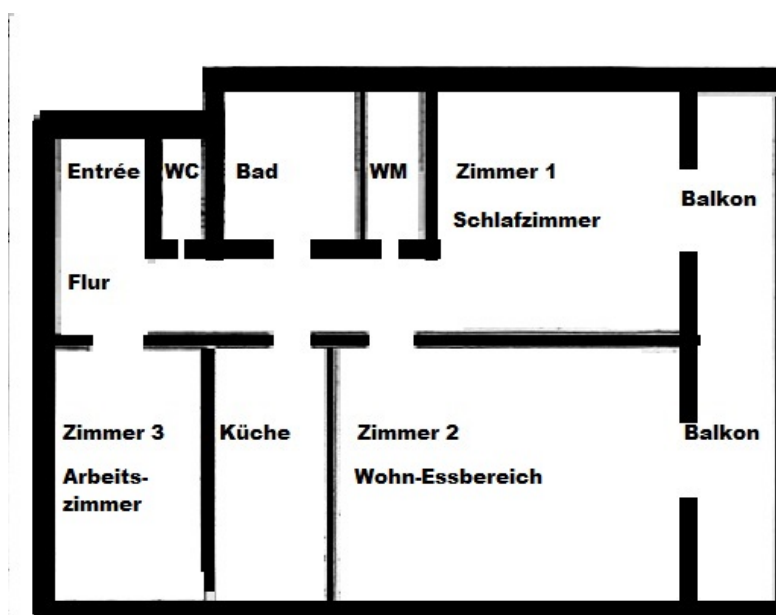 Entrée
WC
Bad
WM
Zimmer 1
Schlafzimmer
Balkon
Flur
Zimmer 3
Arbeits-
zimmer
Küche
Zimmer 2
Wohn-Essbereich
Balkon